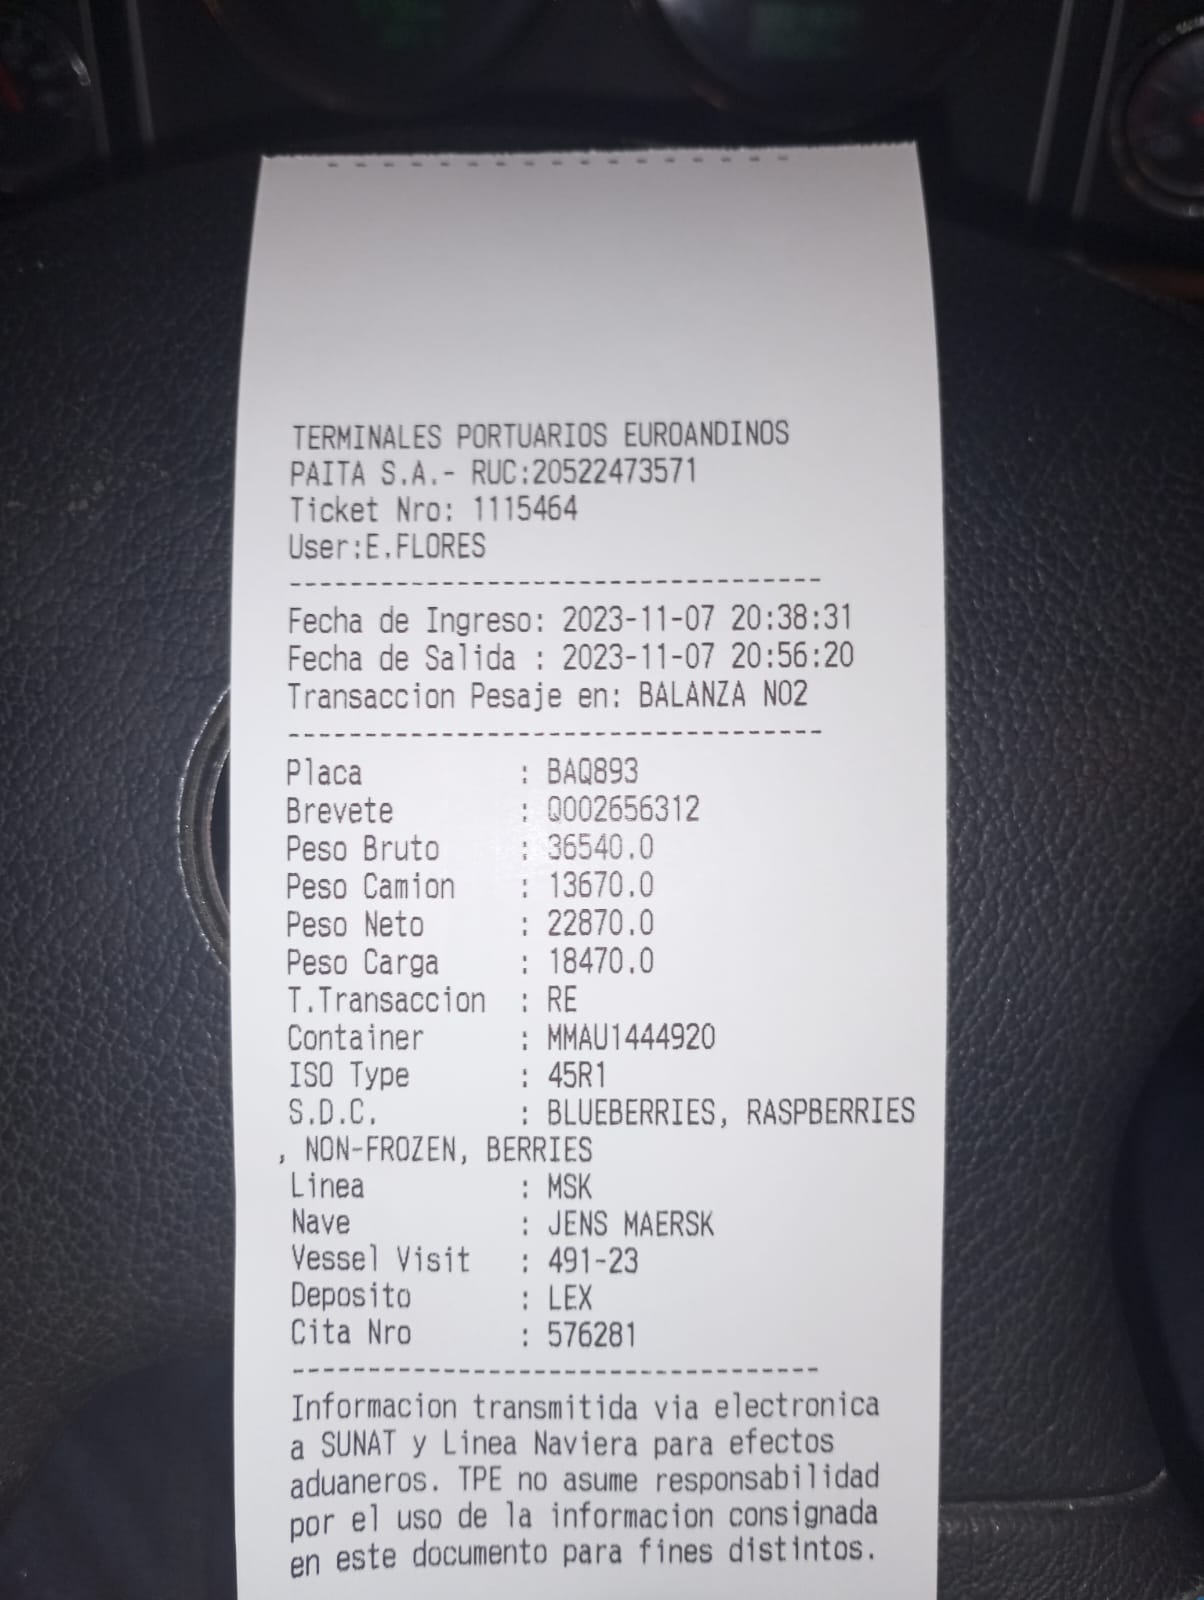 TERMINALES PORTUARIOS EUROANDINOS
PAITA S.A.- RUC:20522473571
Ticket Nro: 1115464
User:E.FLORES
-----------------------------------
Fecha de Ingreso: 2023-11-07 20:38:31
Fecha de Salida : 2023-11-07 20:56:20
Transaccion Pesaje en: BALANZA NO2
-----------------------------------
Placa : BAQ893
Brevete : Q002656312
Peso Bruto : 36540.0
Peso Camion : 13670.0
Peso Neto : 22870.0
Peso Carga : 18470.0
T.Transaccion : RE
Container : MMAU1444920
ISO Type : 45R1
S.D.C. : BLUEBERRIES, RASPBERRIES
, NON-FROZEN, BERRIES
Linea : MSK
Nave : JENS MAERSK
Vessel Visit : 491-23
Deposito : LEX
Cita Nro : 576281
-----------------------------------
Informacion transmitida via electronica
a SUNAT y Linea Naviera para efectos
aduaneros. TPE no asume responsabilidad
por el uso de la informacion consignada
en este documento para fines distintos.